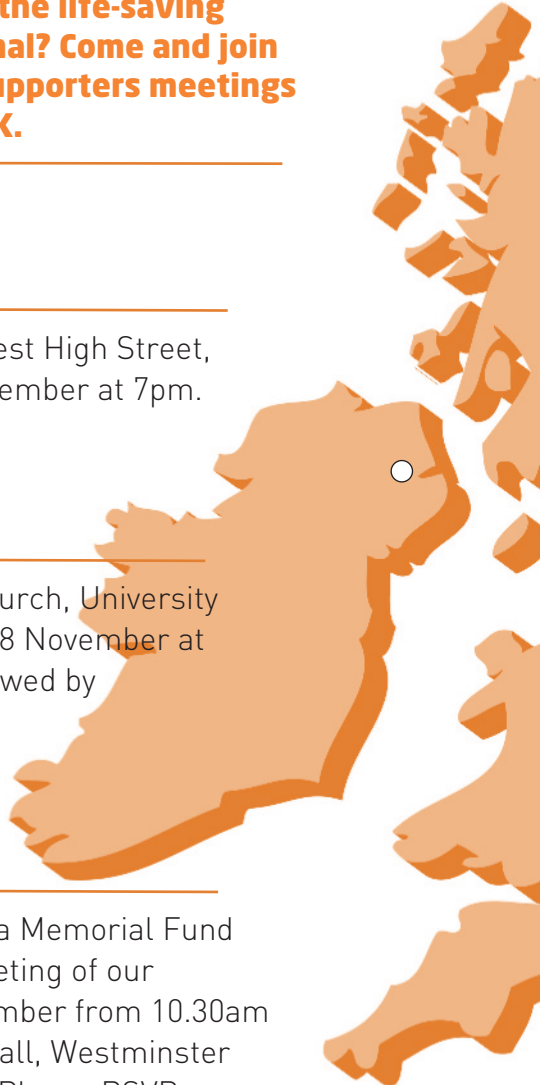 the life-saving
nal? Come and join
upporters meetings
K.
est High Street,
ember at 7pm.
urch, University
8 November at
wed by
a Memorial Fund
eting of our
mber from 10.30am
all, Westminster